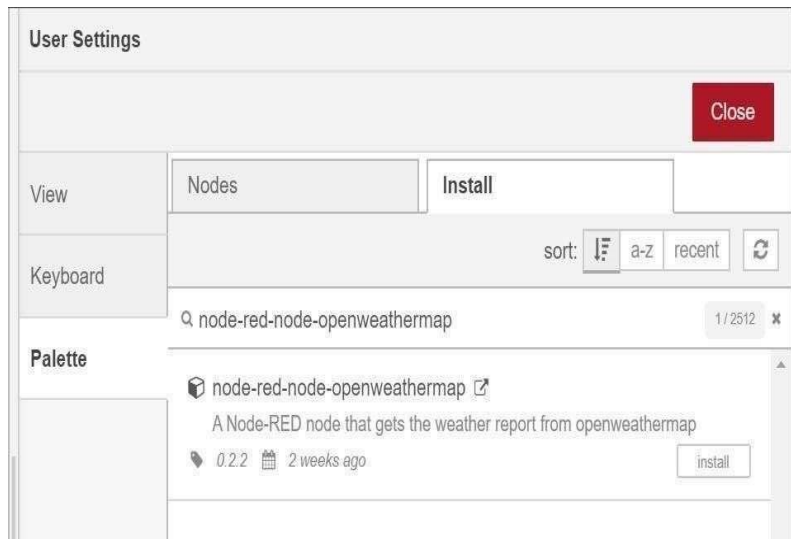 User Settings
Close
View
Keyboard
Palette
Nodes
Install
sort: a-z recent
node-red-node-openweathermap 1 / 2512
node-red-node-openweathermap
A Node-RED node that gets the weather report from openweathermap
0.2.2 2 weeks ago
install